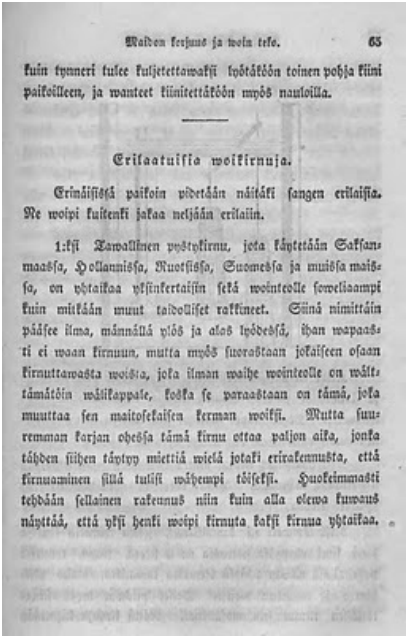 Maidon kerjuus ja woin teko. 65
kuin tynneri tulee kuljetettawaksi lyötäköön toinen pohja kiini
paikoilleen, ja wanteet kiinitettäköön myös nauloilla.
Erilaatuisia woikirnuja.
Erinäisissä paikoin pidetään näitäki sangen erilaisia.
Ne woipi kuitenki jakaa neljään erilaiin.
1:ksi Tawallinen pystykirnu, jota käytetään Saksan-
maassa, Hollannissa, Ruotsissa, Suomessa ja muissa mais-
sa, on yhtaikaa yksinkertaisin sekä wointeolle soweliaampi
kuin mitkään muut taidolliset rakkineet. Siinä nimittäin
pääsee ilma, männällä ylös ja alas lyödessä, ihan wapaas-
ti ei waan kirnuun, mutta myös suorastaan jokaiseen osaan
kirnuttawasta woista, joka ilman waihe wointeolle on wält-
tämätöin wälikappale, koska se paraastaan on tämä, joka
muuttaa sen maitosekaisen kerman woiksi. Mutta suu-
remman karjan ohessa tämä kirnu ottaa paljon aika, jonka
tähden siihen täytyy miettiä wielä jotaki erirakennusta, että
kirnuaminen sillä tulisi wähempi töiseksi. Huokeimmasti
tehdään sellainen rakennus niin kuin alla olewa kuwaus
näyttää, että yksi henki woipi kirnuta kaksi kirnua yhtaikaa.